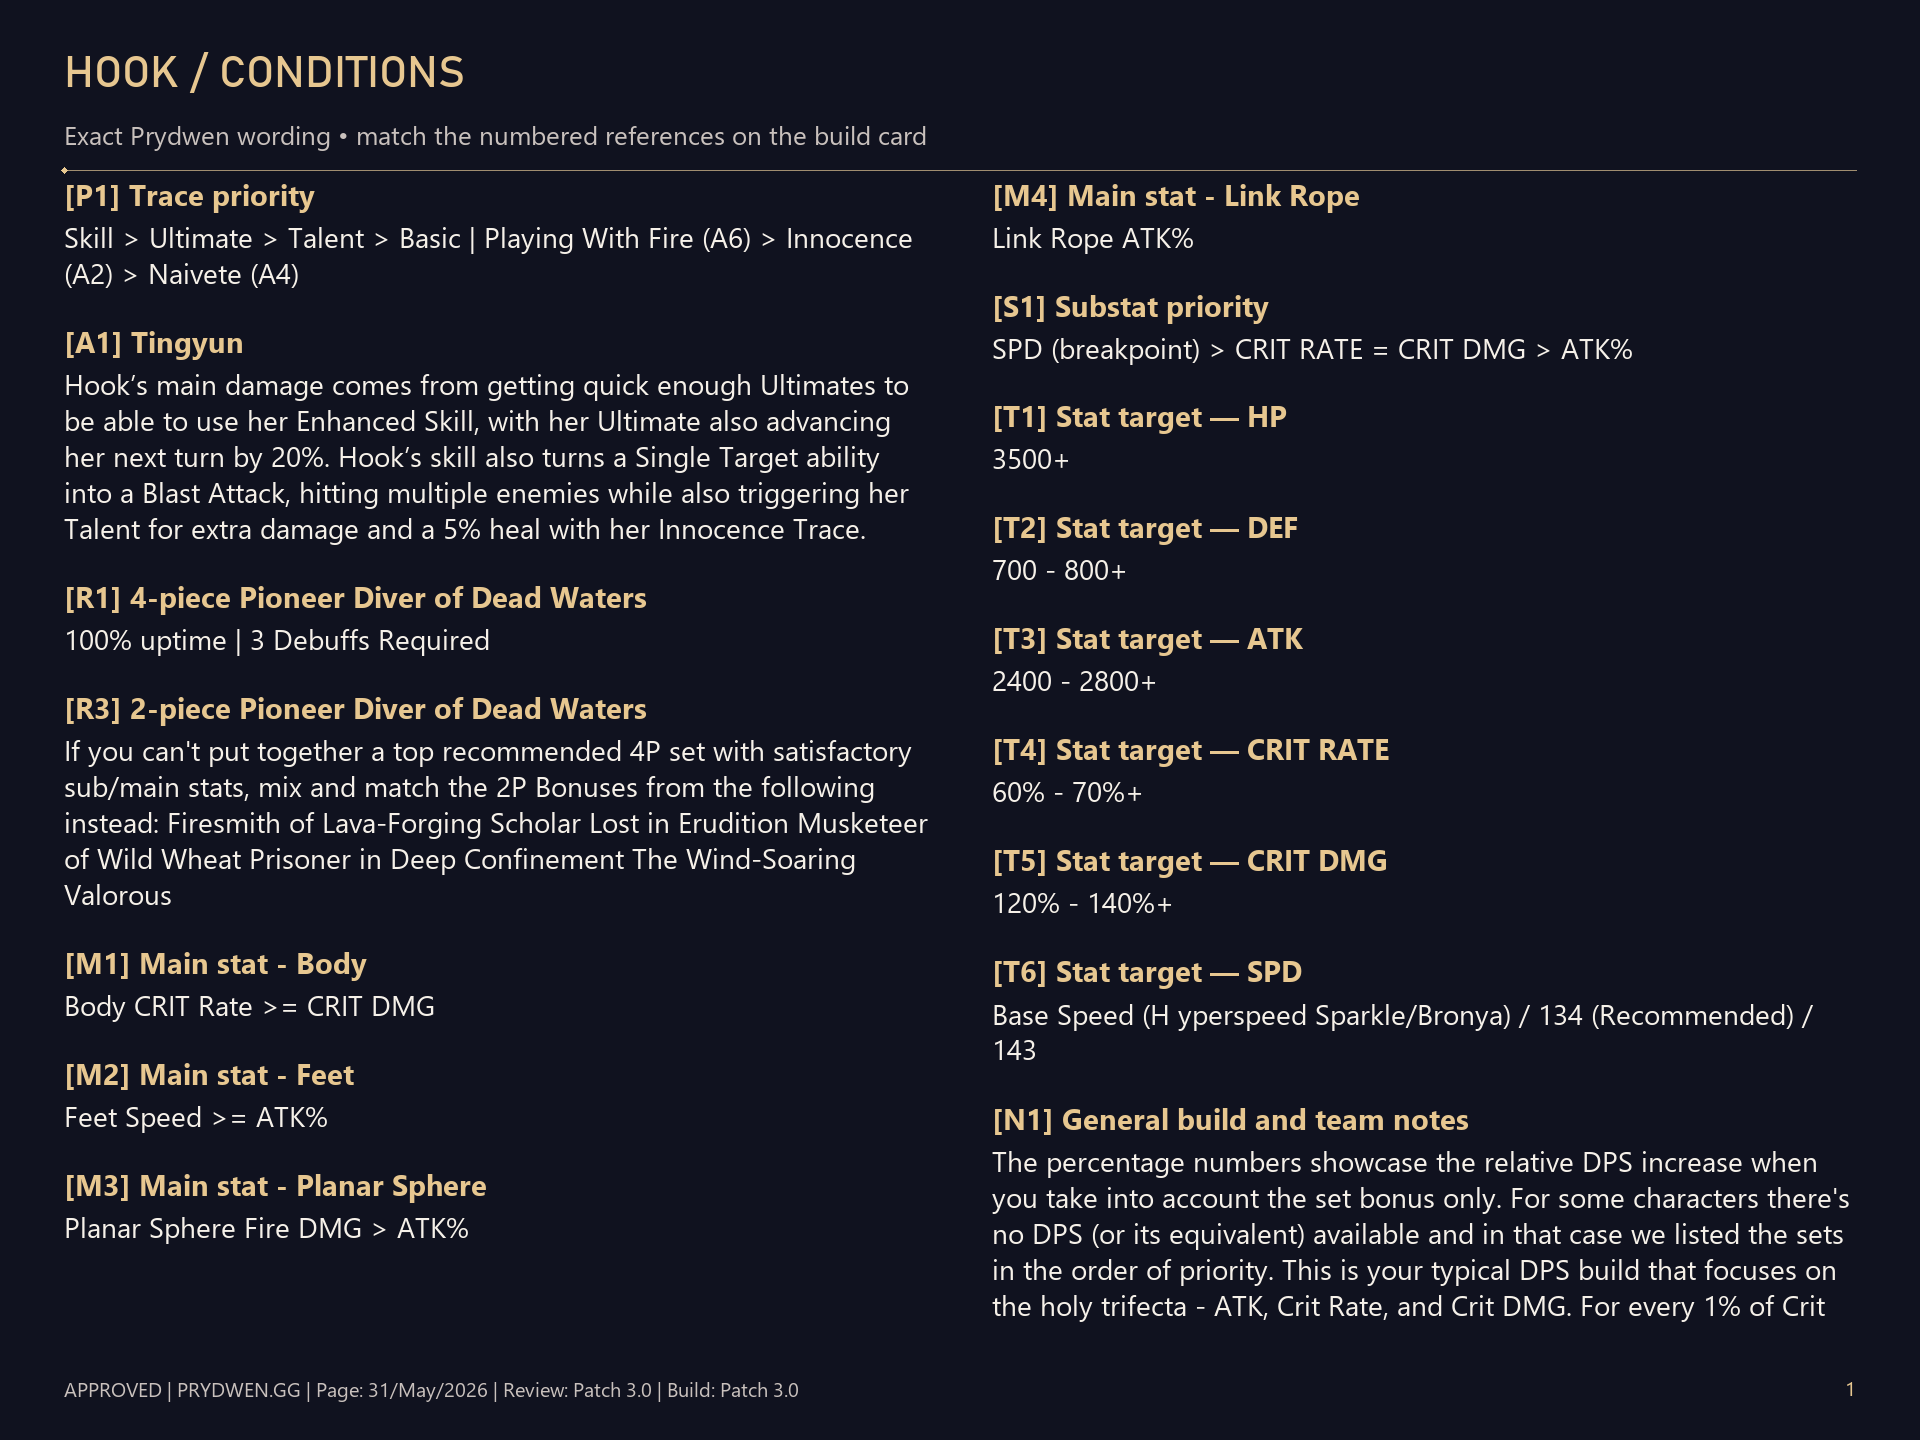 HOOK / CONDITIONS
Exact Prydwen wording • match the numbered references on the build card
[P1] Trace priority
Skill > Ultimate > Talent > Basic | Playing With Fire (A6) > Innocence
(A2) > Naivete (A4)
[A1] Tingyun
Hook’s main damage comes from getting quick enough Ultimates to
be able to use her Enhanced Skill, with her Ultimate also advancing
her next turn by 20%. Hook’s skill also turns a Single Target ability
into a Blast Attack, hitting multiple enemies while also triggering her
Talent for extra damage and a 5% heal with her Innocence Trace.
[R1] 4-piece Pioneer Diver of Dead Waters
100% uptime | 3 Debuffs Required
[R3] 2-piece Pioneer Diver of Dead Waters
If you can't put together a top recommended 4P set with satisfactory
sub/main stats, mix and match the 2P Bonuses from the following
instead: Firesmith of Lava-Forging Scholar Lost in Erudition Musketeer
of Wild Wheat Prisoner in Deep Confinement The Wind-Soaring
Valorous
[M1] Main stat - Body
Body CRIT Rate >= CRIT DMG
[M2] Main stat - Feet
Feet Speed >= ATK%
[M3] Main stat - Planar Sphere
Planar Sphere Fire DMG > ATK%
[M4] Main stat - Link Rope
Link Rope ATK%
[S1] Substat priority
SPD (breakpoint) > CRIT RATE = CRIT DMG > ATK%
[T1] Stat target — HP
3500+
[T2] Stat target — DEF
700 - 800+
[T3] Stat target — ATK
2400 - 2800+
[T4] Stat target — CRIT RATE
60% - 70%+
[T5] Stat target — CRIT DMG
120% - 140%+
[T6] Stat target — SPD
Base Speed (H yperspeed Sparkle/Bronya) / 134 (Recommended) /
143
[N1] General build and team notes
The percentage numbers showcase the relative DPS increase when
you take into account the set bonus only. For some characters there's
no DPS (or its equivalent) available and in that case we listed the sets
in the order of priority. This is your typical DPS build that focuses on
the holy trifecta - ATK, Crit Rate, and Crit DMG. For every 1% of Crit
APPROVED | PRYDWEN.GG | Page: 31/May/2026 | Review: Patch 3.0 | Build: Patch 3.0
1